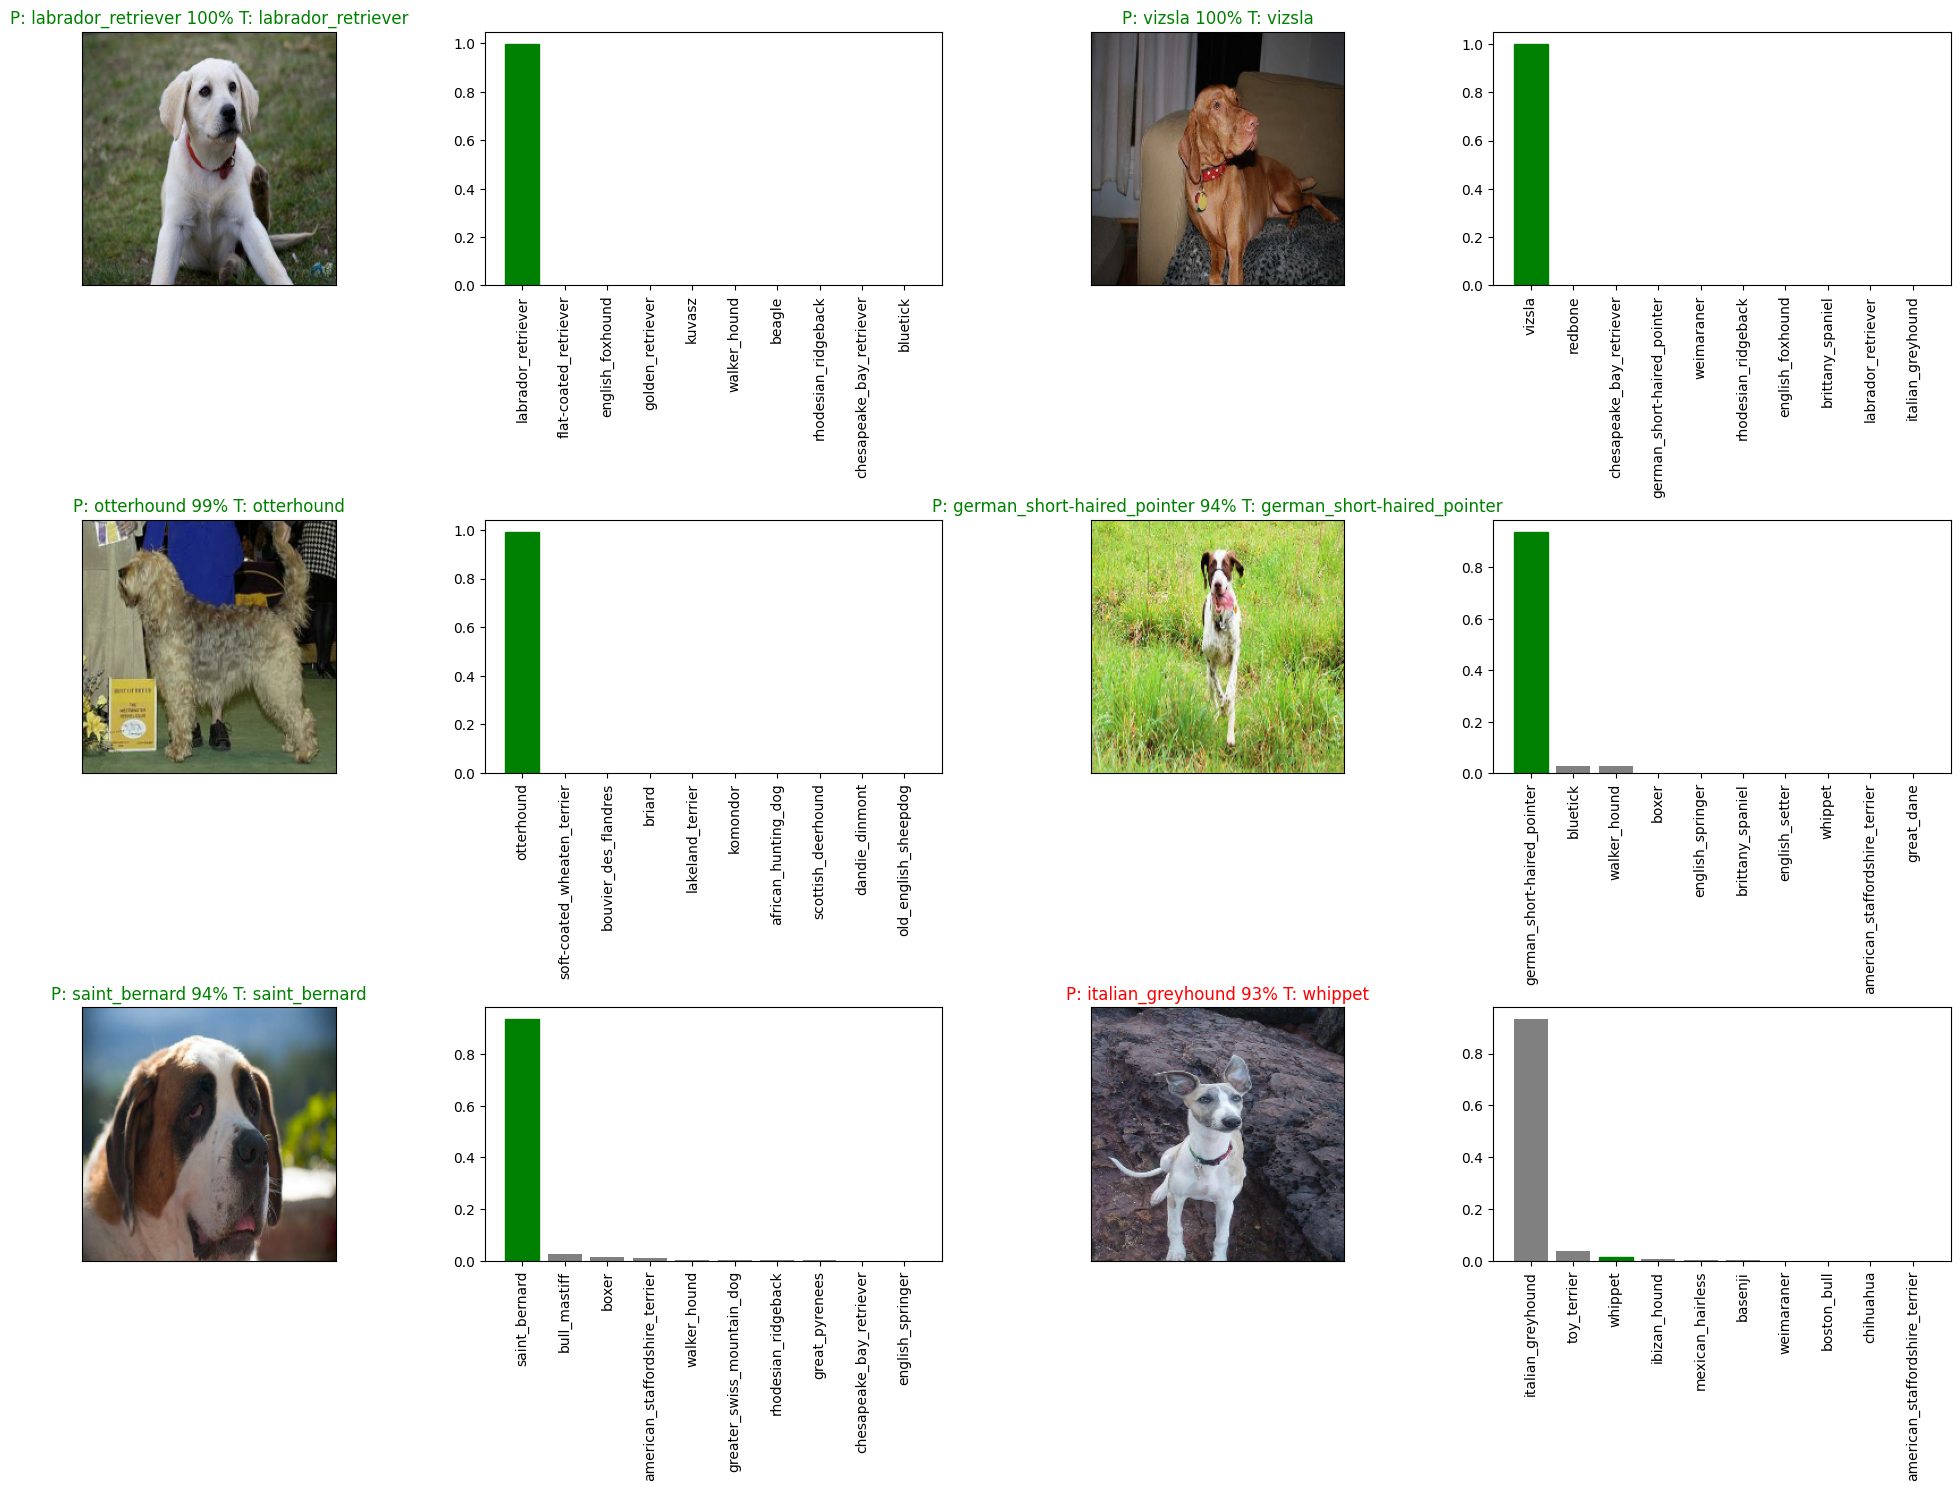 P: labrador_retriever 100% T: labrador_retriever
1.0
0.8
0.6
0.4
0.2
0.0
labrador_retriever
flat-coated_retriever
english_foxhound
golden_retriever
kuvasz
walker_hound
beagle
rhodesian_ridgeback
chesapeake_bay_retriever
bluetick
P: vizsla 100% T: vizsla
1.0
0.8
0.6
0.4
0.2
0.0
vizsla
redbone
chesapeake_bay_retriever
german_short-haired_pointer
weimaraner
rhodesian_ridgeback
english_foxhound
brittany_spaniel
labrador_retriever
italian_greyhound
P: otterhound 99% T: otterhound
1.0
0.8
0.6
0.4
0.2
0.0
otterhound
soft-coated_wheaten_terrier
bouvier_des_flandres
briard
lakeland_terrier
komondor
african_hunting_dog
scottish_deerhound
dandie_dinmont
old_english_sheepdog
P: german_short-haired_pointer 94% T: german_short-haired_pointer
0.8
0.6
0.4
0.2
0.0
german_short-haired_pointer
bluetick
walker_hound
boxer
english_springer
brittany_spaniel
english_setter
whippet
american_staffordshire_terrier
great_dane
P: saint_bernard 94% T: saint_bernard
0.8
0.6
0.4
0.2
0.0
saint_bernard
bull_mastiff
boxer
american_staffordshire_terrier
walker_hound
greater_swiss_mountain_dog
rhodesian_ridgeback
great_pyrenees
chesapeake_bay_retriever
english_springer
P: italian_greyhound 93% T: whippet
0.8
0.6
0.4
0.2
0.0
italian_greyhound
toy_terrier
whippet
ibizan_hound
mexican_hairless
basenji
weimaraner
boston_bull
chihuahua
american_staffordshire_terrier